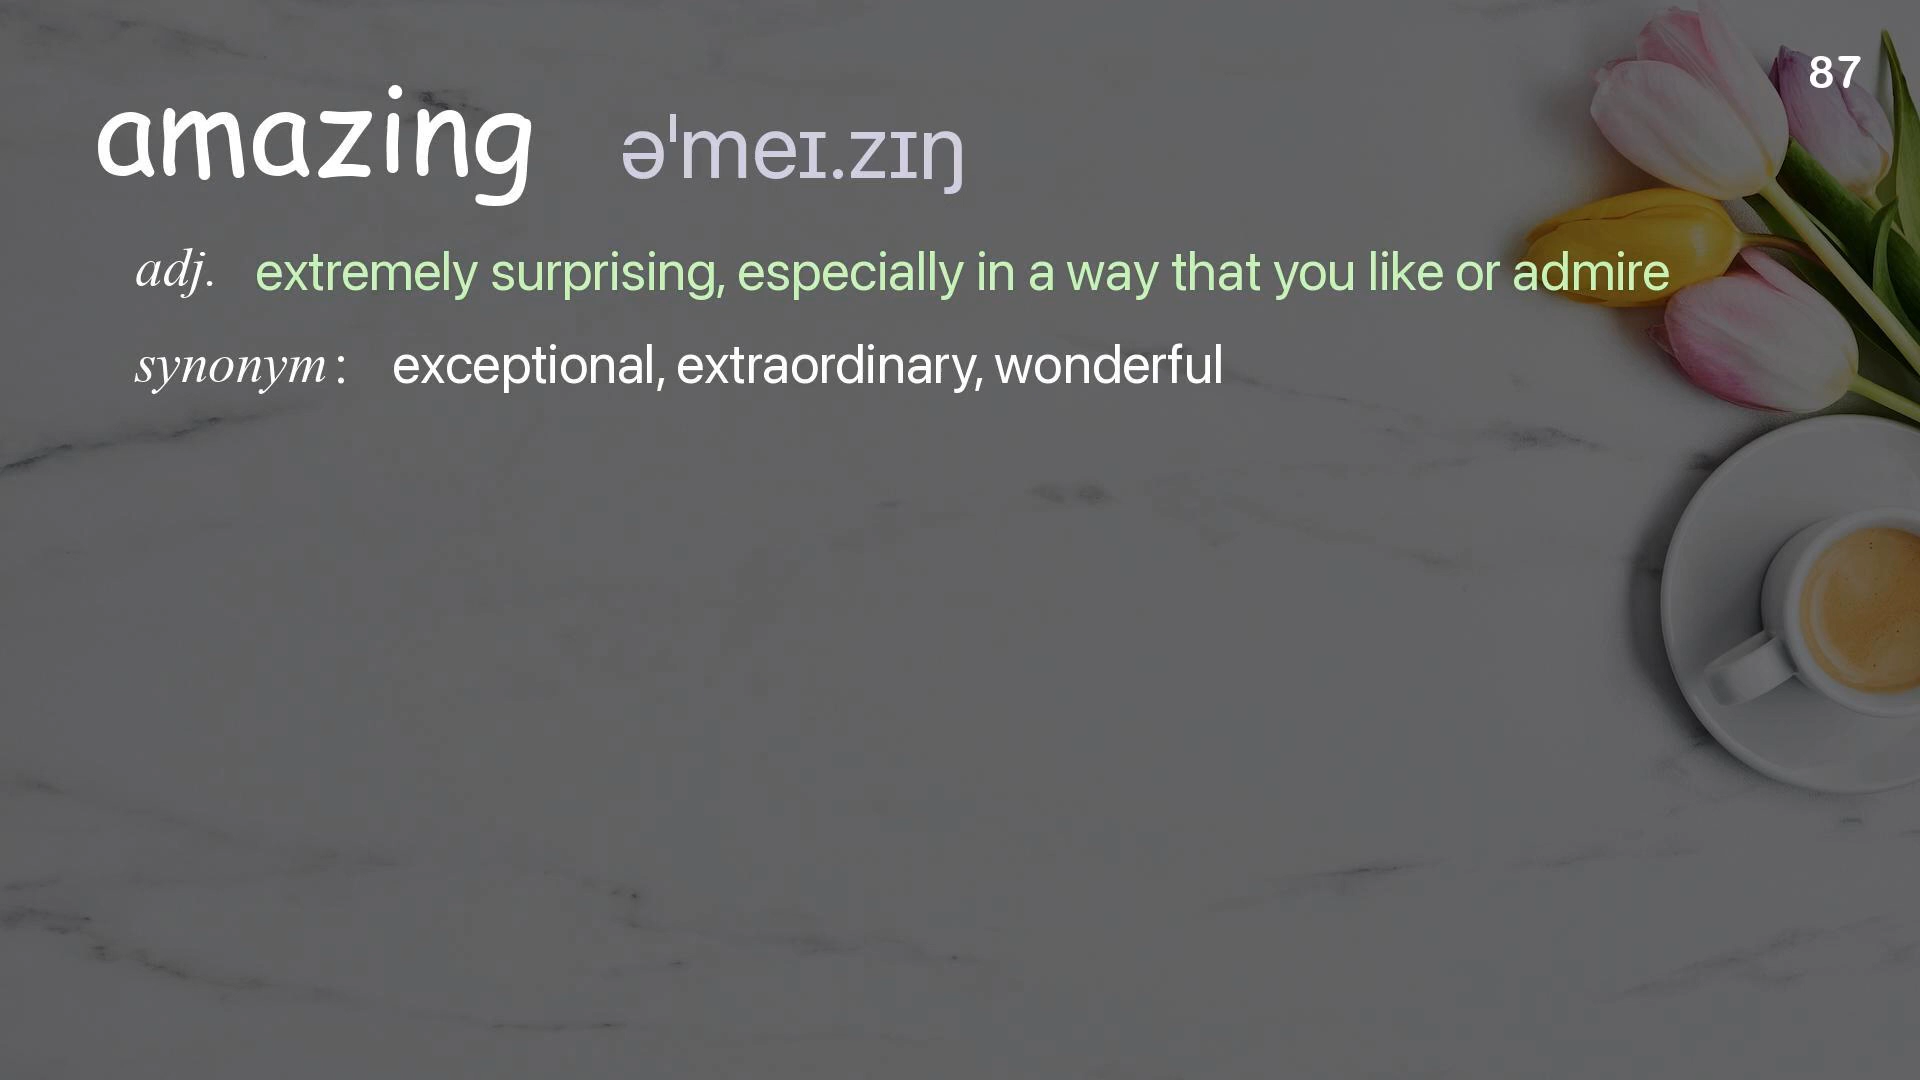 87
amazing əˈmeɪ.zɪŋ
adj. extremely surprising, especially in a way that you like or admire
synonym : exceptional, extraordinary, wonderful